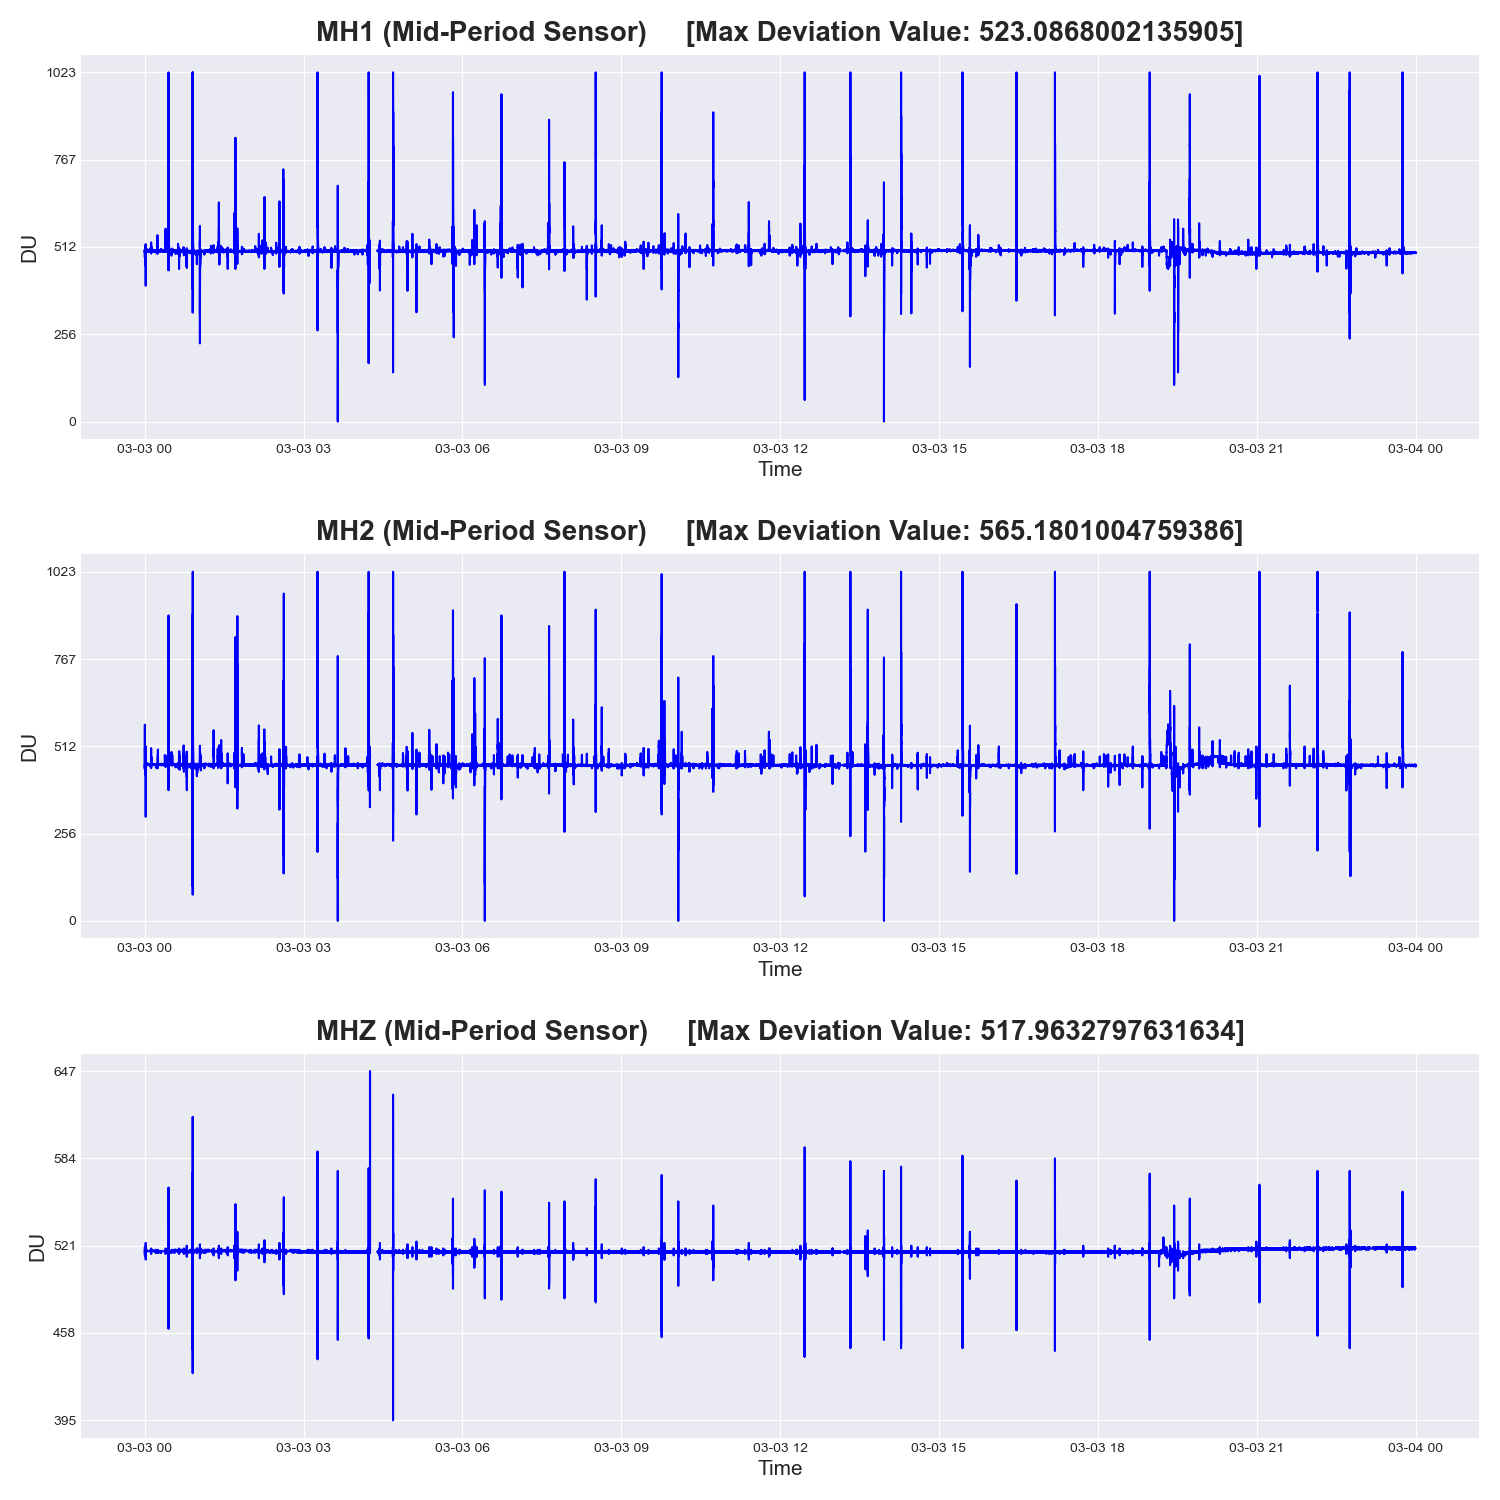 MH1 (Mid-Period Sensor) [Max Deviation Value: 523.0868002135905]
1023
767
512
256
0
DU
03-03 00 03-03 03 03-03 06 03-03 09 03-03 12 03-03 15 03-03 18 03-03 21 03-04 00
Time
MH2 (Mid-Period Sensor) [Max Deviation Value: 565.1801004759386]
1023
767
512
256
0
DU
03-03 00 03-03 03 03-03 06 03-03 09 03-03 12 03-03 15 03-03 18 03-03 21 03-04 00
Time
MHZ (Mid-Period Sensor) [Max Deviation Value: 517.9632797631634]
647
584
521
458
395
DU
03-03 00 03-03 03 03-03 06 03-03 09 03-03 12 03-03 15 03-03 18 03-03 21 03-04 00
Time